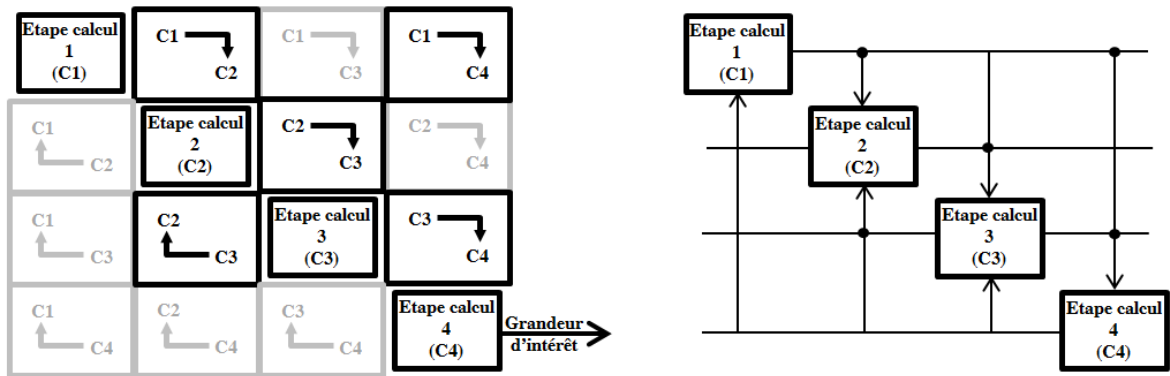 Etape calcul
1
(C1)
C1
C2
C1
C3
C1
C4
C1
C2
Etape calcul
2
(C2)
C2
C3
C2
C4
C1
C3
C2
C3
Etape calcul
3
(C3)
C3
C4
C1
C4
C2
C4
C3
C4
Etape calcul
4
(C4)
Grandeur
d'intérêt
Etape calcul
1
(C1)
Etape calcul
2
(C2)
Etape calcul
3
(C3)
Etape calcul
4
(C4)